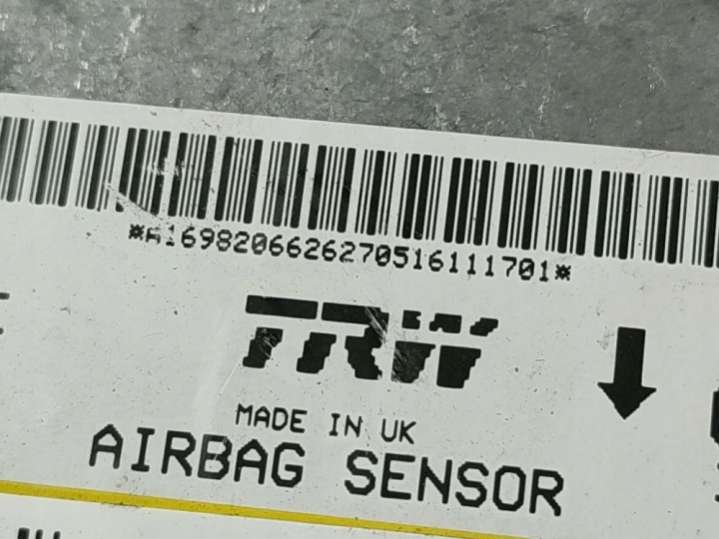 *A1698206626270516111701*
TRW
MADE IN UK
AIRBAG SENSOR